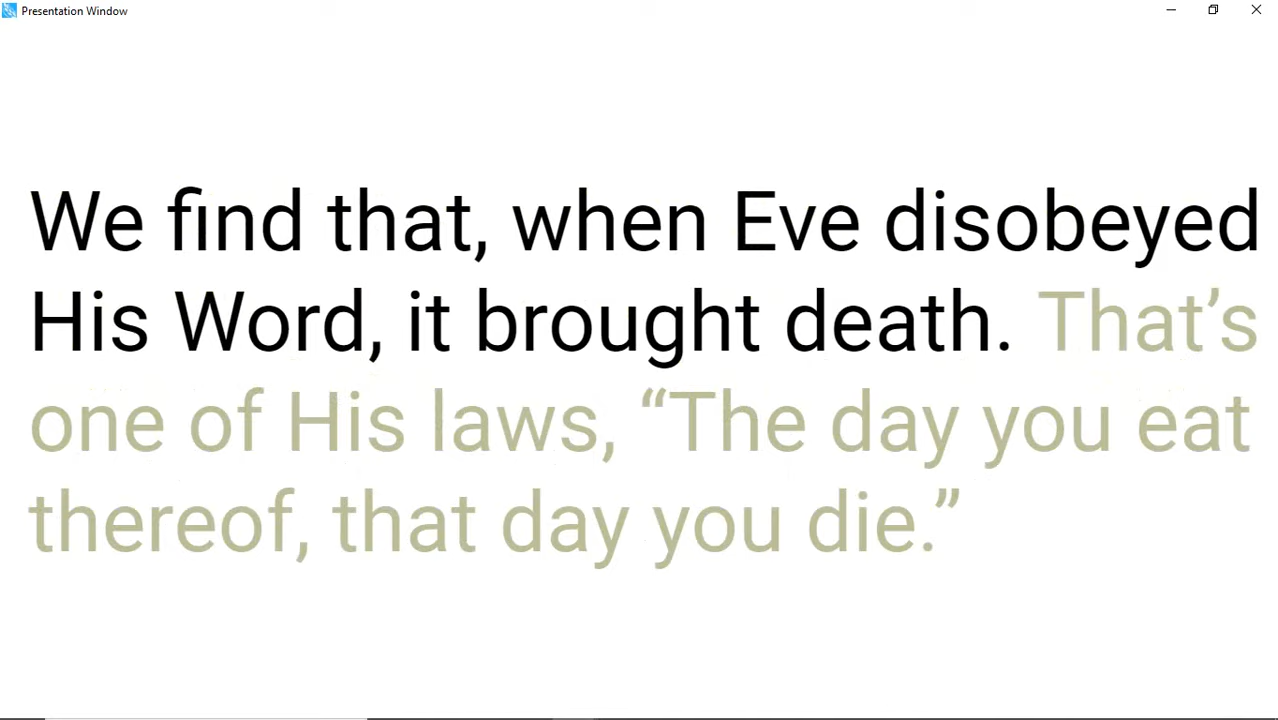 Presentation Window
We find that, when Eve disobeyed
His Word, it brought death. That’s
one of His laws, “The day you eat
thereof, that day you die.”